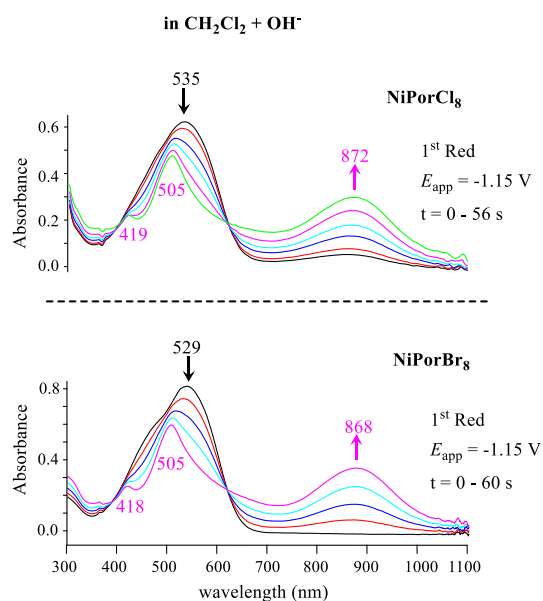 in CH₂Cl₂ + OH⁻
535
NiPorCl₈
0.6
872
1ˢᵗ Red
0.4
E_app = -1.15 V
505
t = 0 - 56 s
0.2
419
0.0
Absorbance
529
NiPorBr₈
0.8
868
1ˢᵗ Red
E_app = -1.15 V
0.4
505
t = 0 - 60 s
418
0.0
Absorbance
300 400 500 600 700 800 900 1000 1100
wavelength (nm)